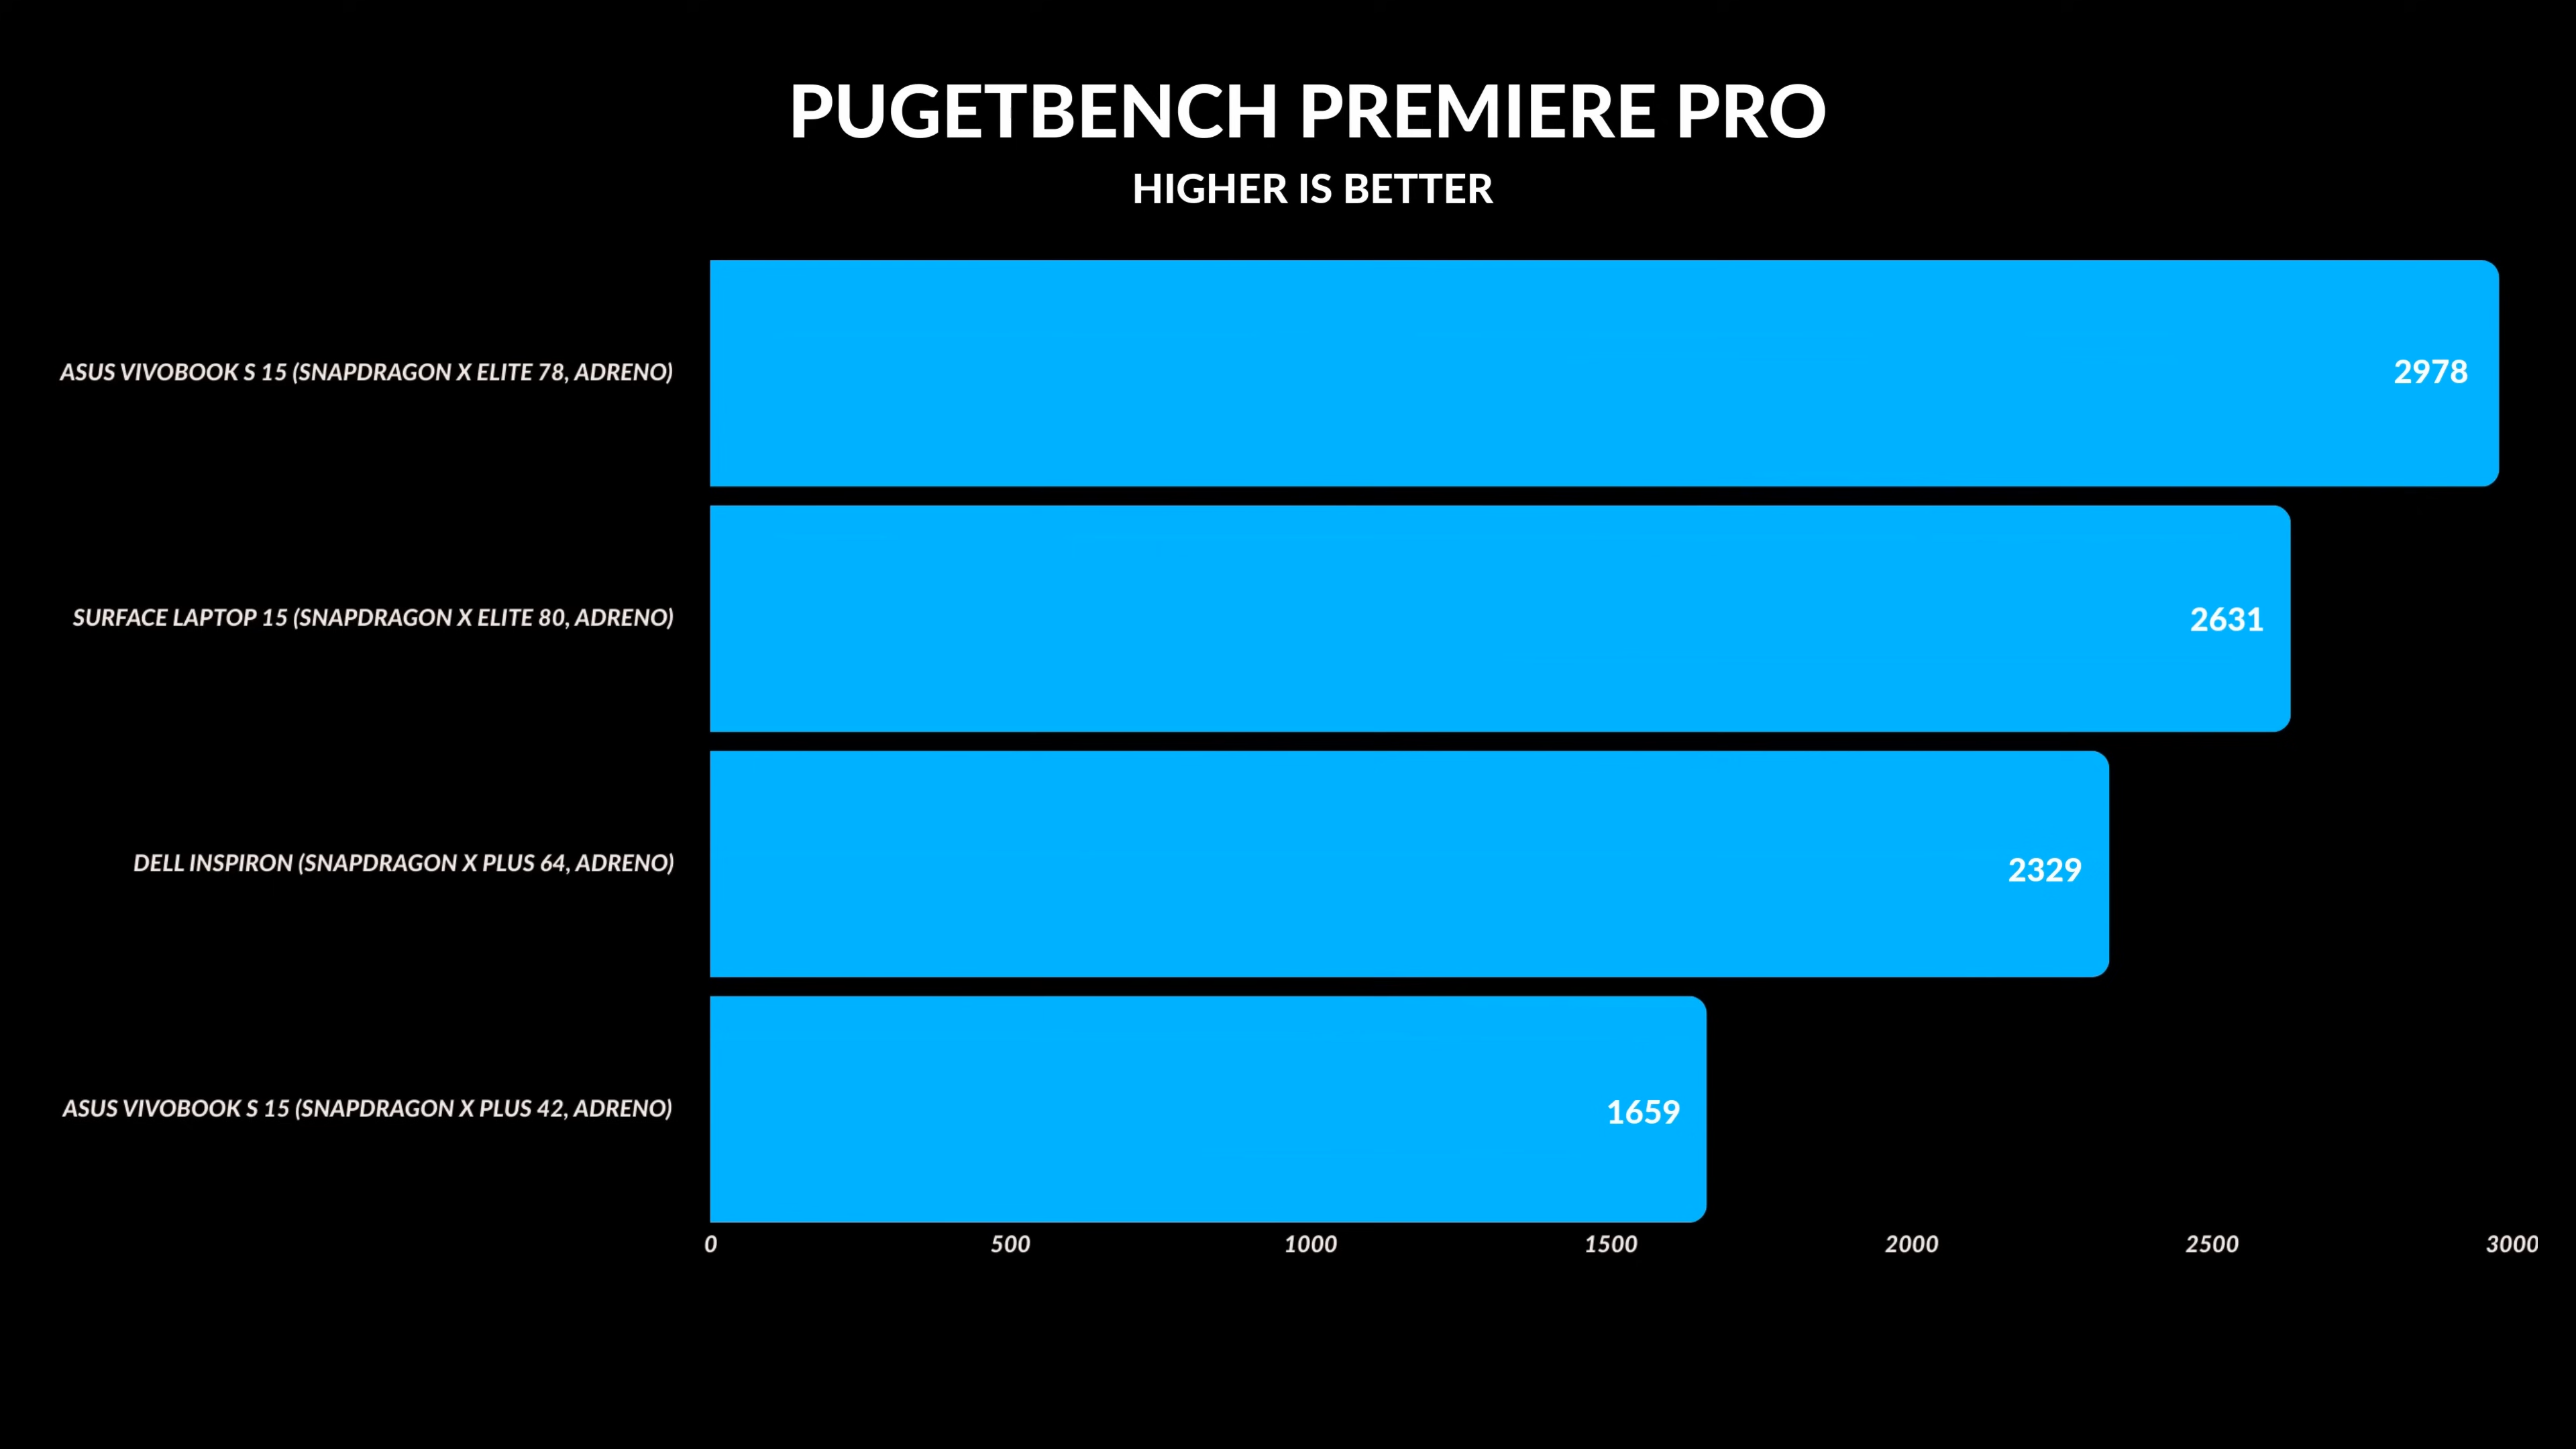 PUGETBENCH PREMIERE PRO
HIGHER IS BETTER
ASUS VIVOBOOK S 15 (SNAPDRAGON X ELITE 78, ADRENO)
2978
SURFACE LAPTOP 15 (SNAPDRAGON X ELITE 80, ADRENO)
2631
DELL INSPIRON (SNAPDRAGON X PLUS 64, ADRENO)
2329
ASUS VIVOBOOK S 15 (SNAPDRAGON X PLUS 42, ADRENO)
1659
0 500 1000 1500 2000 2500 3000